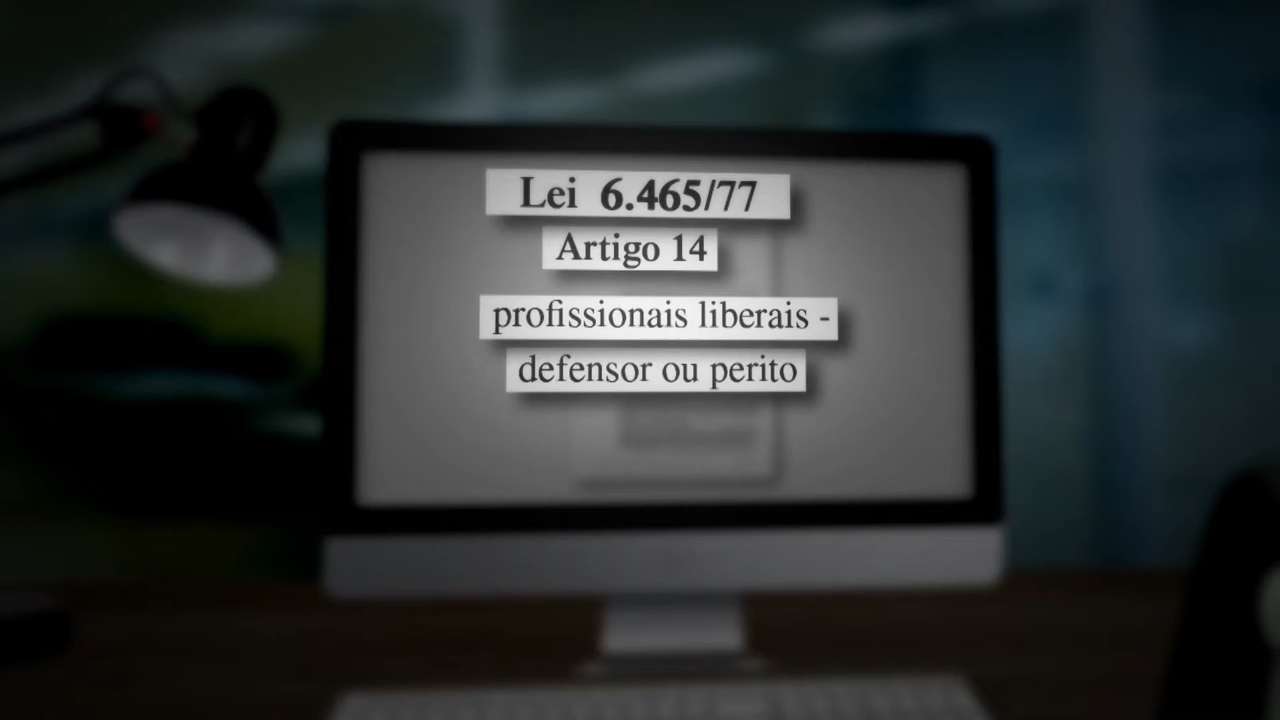 Lei 6.465/77
Artigo 14
profissionais liberais -
defensor ou perito